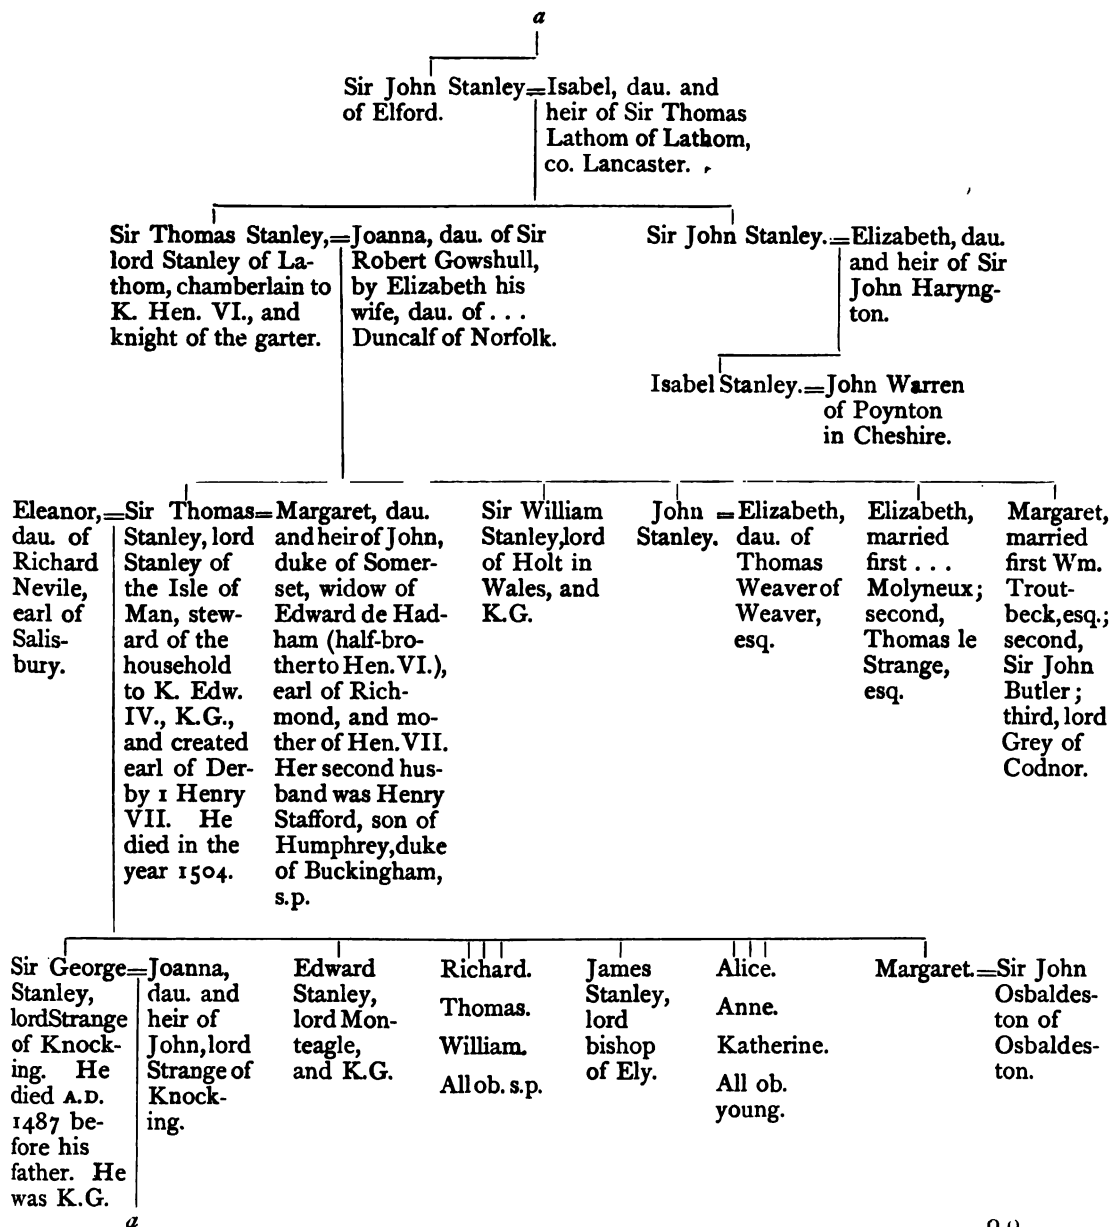 a
Sir John Stanley=Isabel, dau. and
of Elford.
heir of Sir Thomas
Lathom of Lathom,
co. Lancaster.
Sir Thomas Stanley,=Joanna, dau. of Sir
lord Stanley of La-
thom, chamberlain to
K. Hen. VI., and
knight of the garter.
Robert Gowshull,
by Elizabeth his
wife, dau. of . . .
Duncalf of Norfolk.
Sir John Stanley.=Elizabeth, dau.
and heir of Sir
John Haryng-
ton.
Isabel Stanley.=John Warren
of Poynton
in Cheshire.
Eleanor,=
dau. of
Richard
Nevile,
earl of
Salis-
bury.
Sir Thomas=
Stanley, lord
Stanley of
the Isle of
Man, stew-
ard of the
household
to K. Edw.
IV., K.G.,
and created
earl of Der-
by 1 Henry
VII. He
died in the
year 1504.
Margaret, dau.
and heir of John,
duke of Somer-
set, widow of
Edward de Had-
ham (half-bro-
ther to Hen. VI.),
earl of Rich-
mond, and mo-
ther of Hen. VII.
Her second hus-
band was Henry
Stafford, son of
Humphrey, duke
of Buckingham,
s.p.
Sir William
Stanley, lord
of Holt in
Wales, and
K.G.
John =
Stanley.
Elizabeth,
dau. of
Thomas
Weaver of
Weaver,
esq.
Elizabeth,
married
first . . .
Molyneux;
second,
Thomas le
Strange,
esq.
Margaret,
married
first Wm.
Trout-
beck, esq.;
second,
Sir John
Butler;
third, lord
Grey of
Codnor.
Sir George=
Stanley,
lord Strange
of Knock-
ing. He
died A.D.
1487 be-
fore his
father. He
was K.G.
Joanna,
dau. and
heir of
John, lord
Strange of
Knock-
ing.
a
Edward
Stanley,
lord Mon-
teagle,
and K.G.
Richard.
Thomas.
William.
All ob. s.p.
James
Stanley,
lord
bishop
of Ely.
Alice.
Anne.
Katherine.
All ob.
young.
Margaret.=Sir John
Osbaldes-
ton of
Osbaldes-
ton.